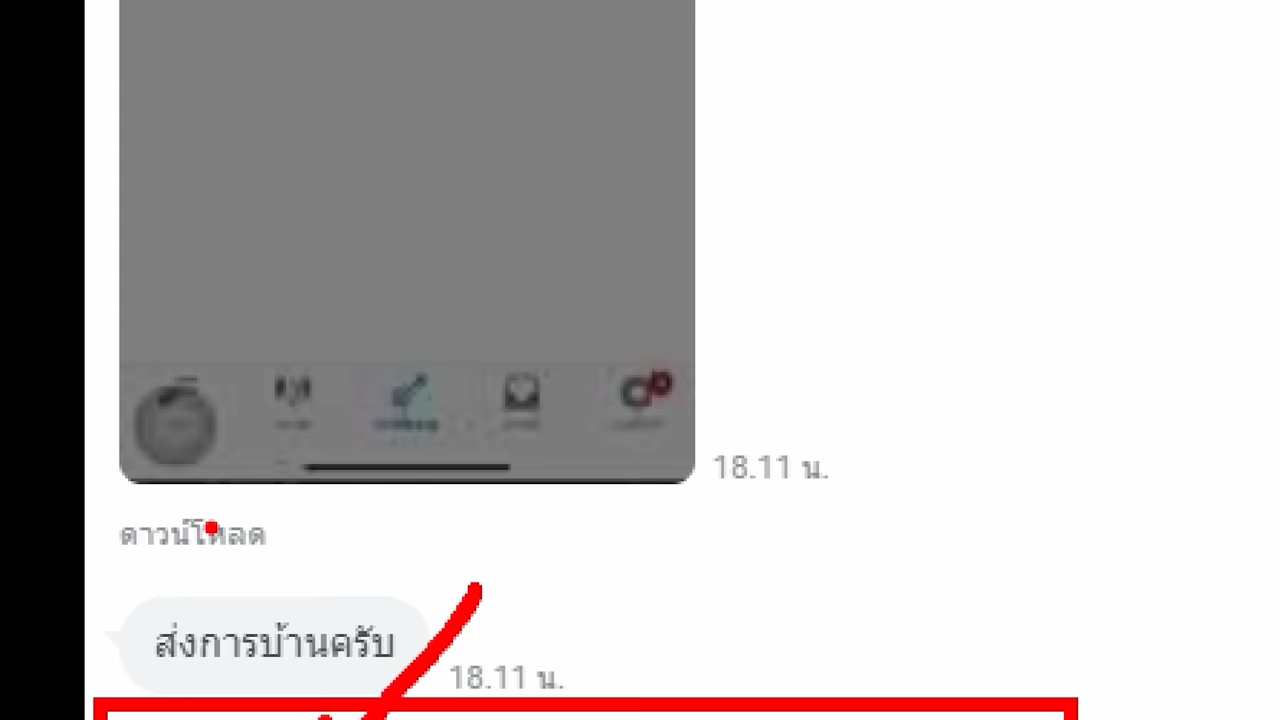 18.11 น.
ดาวน์โหลด
ส่งการบ้านครับ
18.11 น.